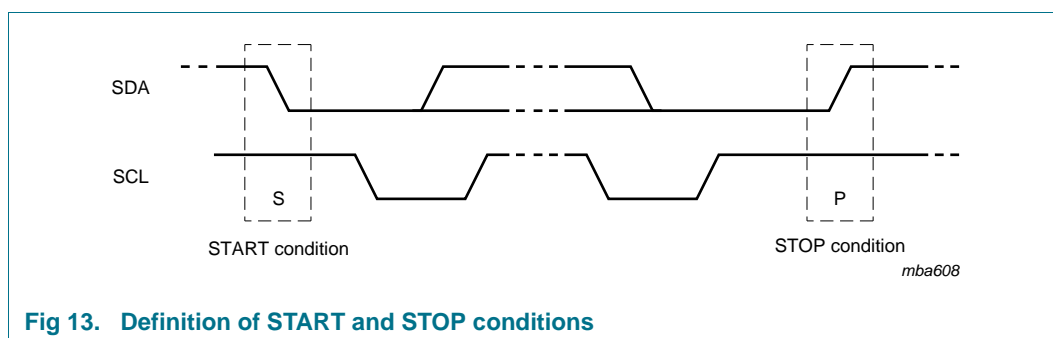 SDA
SCL
S
P
START condition
STOP condition
mba608
Fig 13. Definition of START and STOP conditions